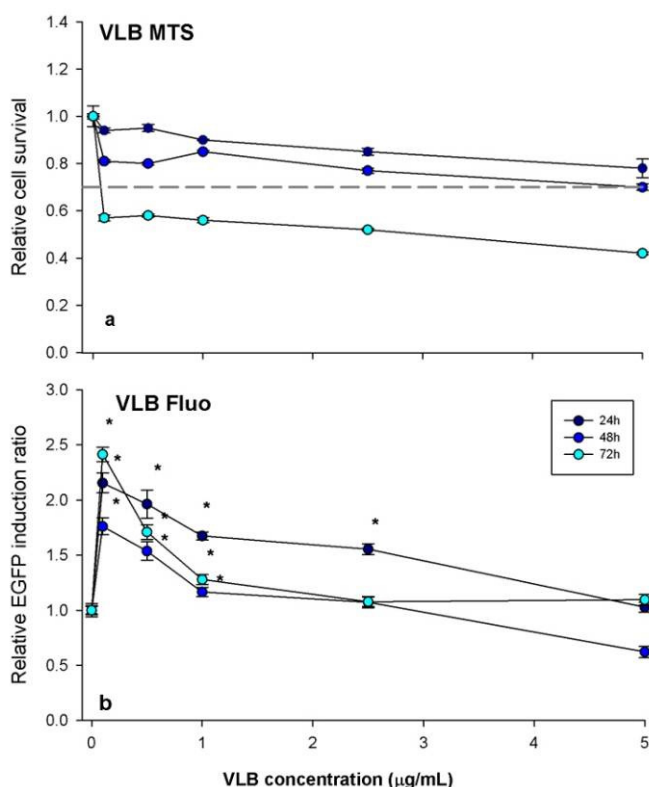 VLB MTS
Relative cell survival
1.4
1.2
1.0
0.8
0.6
0.4
0.2
0.0
a
VLB Fluo
Relative EGFP induction ratio
3.0
2.5
2.0
1.5
1.0
0.5
0.0
24h
48h
72h
* * * * * * * * * * *
b
0 1 2 3 4 5
VLB concentration (μg/mL)